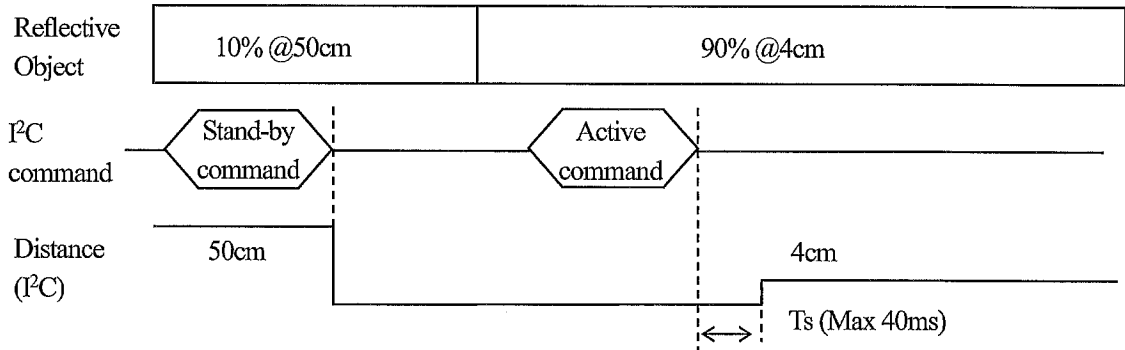 Reflective
Object
10% @50cm
90% @4cm
I²C
command
Stand-by
command
Active
command
Distance
(I²C)
50cm
4cm
Ts (Max 40ms)